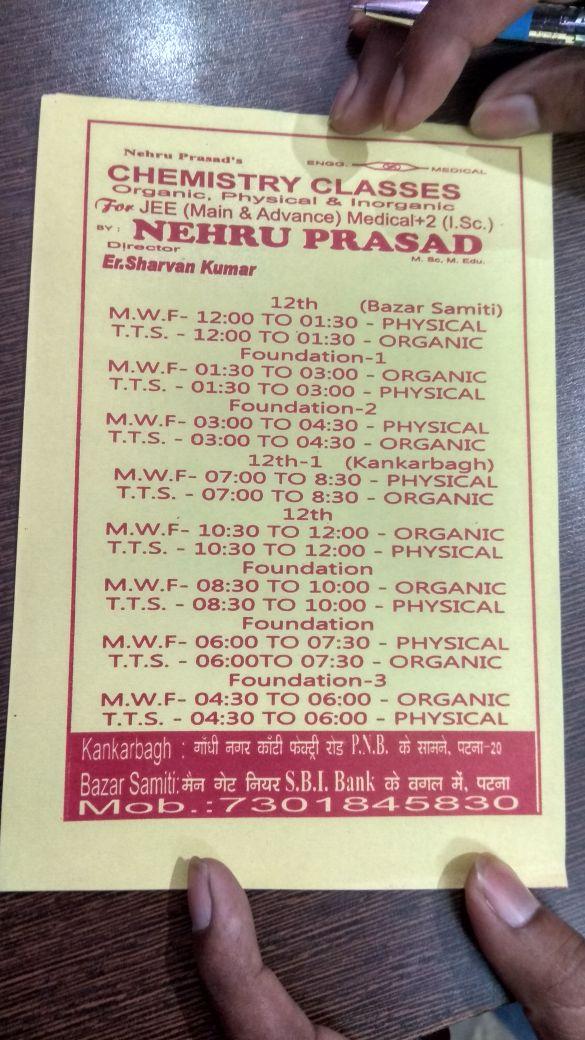 Nehru Prasad's
ENGG. MEDICAL
CHEMISTRY CLASSES
Organic, Physical & Inorganic
For JEE (Main & Advance) Medical+2 (I.Sc.)
BY : NEHRU PRASAD
Director M. Sc, M. Edu.
Er.Sharvan Kumar
12th (Bazar Samiti)
M.W.F- 12:00 TO 01:30 - PHYSICAL
T.T.S. - 12:00 TO 01:30 - ORGANIC
Foundation-1
M.W.F- 01:30 TO 03:00 - ORGANIC
T.T.S. - 01:30 TO 03:00 - PHYSICAL
Foundation-2
M.W.F- 03:00 TO 04:30 - PHYSICAL
T.T.S. - 03:00 TO 04:30 - ORGANIC
12th-1 (Kankarbagh)
M.W.F- 07:00 TO 8:30 - PHYSICAL
T.T.S. - 07:00 TO 8:30 - ORGANIC
12th
M.W.F- 10:30 TO 12:00 - ORGANIC
T.T.S. - 10:30 TO 12:00 - PHYSICAL
Foundation
M.W.F- 08:30 TO 10:00 - ORGANIC
T.T.S. - 08:30 TO 10:00 - PHYSICAL
Foundation
M.W.F- 06:00 TO 07:30 - PHYSICAL
T.T.S. - 06:00TO 07:30 - ORGANIC
Foundation-3
M.W.F- 04:30 TO 06:00 - ORGANIC
T.T.S. - 04:30 TO 06:00 - PHYSICAL
Kankarbagh : गाँधी नगर काँटी फेक्ट्री रोड P.N.B. के सामने, पटना-20
Bazar Samiti:मैन गेट नियर S.B.I. Bank के बगल में, पटना
Mob.:7301845830